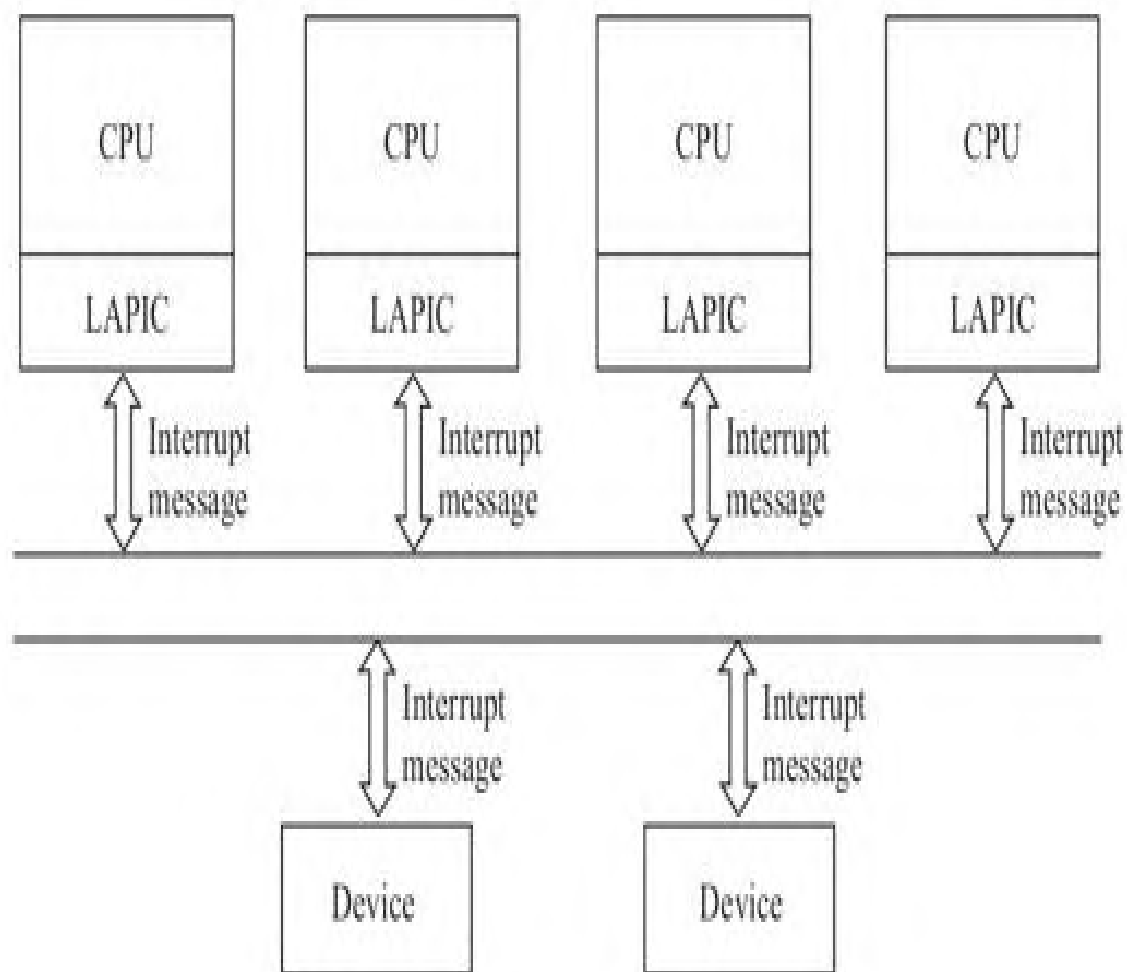 CPU
CPU
CPU
CPU
LAPIC
LAPIC
LAPIC
LAPIC
Interrupt
message
Interrupt
message
Interrupt
message
Interrupt
message
Interrupt
message
Interrupt
message
Device
Device